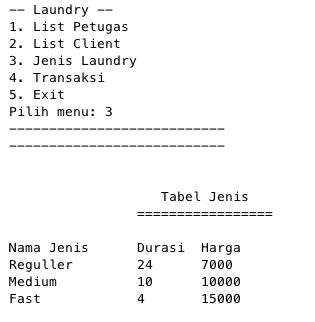 -- Laundry --
1. List Petugas
2. List Client
3. Jenis Laundry
4. Transaksi
5. Exit
Pilih menu: 3
---------------------------
---------------------------
Tabel Jenis
=================
Nama Jenis Durasi Harga
Reguller 24 7000
Medium 10 10000
Fast 4 15000